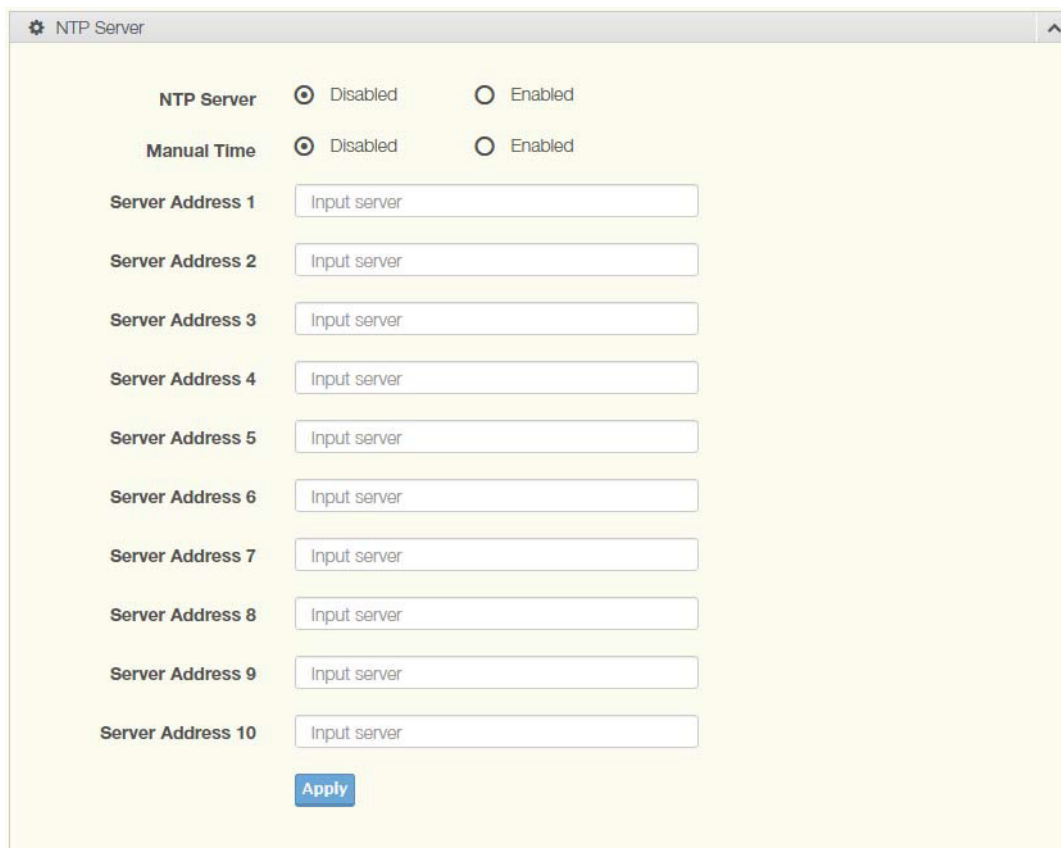 NTP Server
NTP Server Disabled Enabled
Manual Time Disabled Enabled
Server Address 1 Input server
Server Address 2 Input server
Server Address 3 Input server
Server Address 4 Input server
Server Address 5 Input server
Server Address 6 Input server
Server Address 7 Input server
Server Address 8 Input server
Server Address 9 Input server
Server Address 10 Input server
Apply